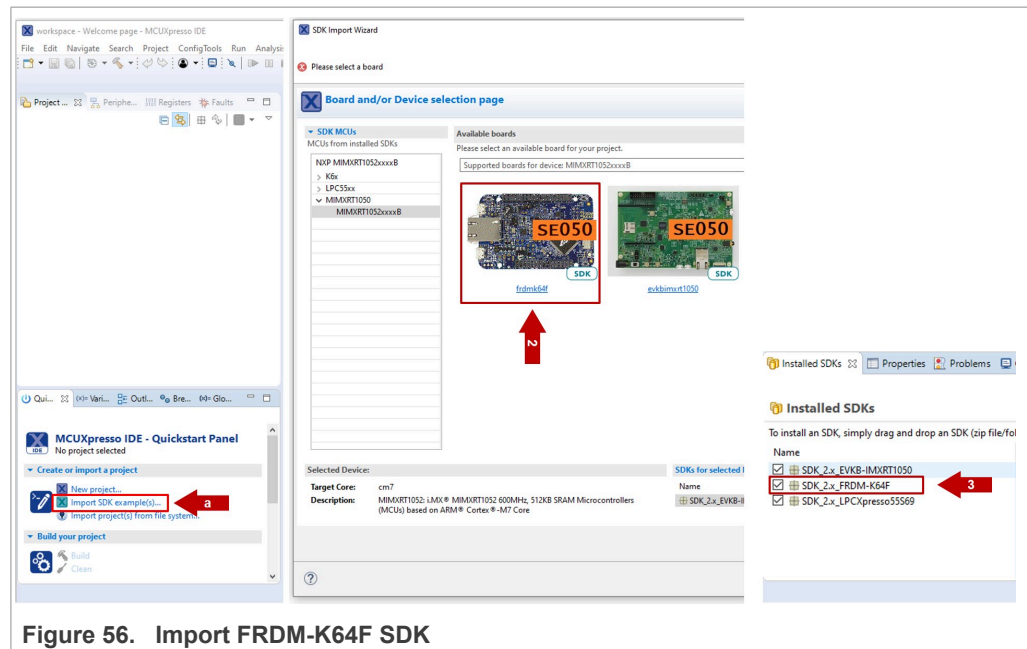 workspace - Welcome page - MCUXpresso IDE
File Edit Navigate Search Project ConfigTools Run
Project ... Periphe... Registers Faults
Qui... (x)= Vari... Outl... Bre... Glo...
IDE
MCUXpresso IDE - Quickstart Panel
No project selected
Create or import a project
New project...
Import SDK example(s)...
a
Import project(s) from file system...
Build your project
Build
Clean
SDK Import Wizard
Please select a board
Board and/or Device selection page
SDK MCUs
MCUs from installed SDKs
NXP MIMXRT1052xxxxB
> K6x
> LPC55xx
MIMXRT1050
MIMXRT1052xxxxB
Available boards
Please select an available board for your project.
Supported boards for device: MIMXRT1052xxxxB
SE050
SDK
frdmk64f
SE050
SDK
evkbimxrt1050
2
Selected Device:
Target Core: cm7
Description: MIMXRT1052: i.MX® MIMXRT1052 600MHz, 512KB SRAM Microcontrollers
(MCUs) based on ARM® Cortex®-M7 Core
SDKs for selected
Name
SDK_2.x_EVKB-
?
Installed SDKs Properties Problems
Installed SDKs
To install an SDK, simply drag and drop an SDK (zip file/fol
Name
SDK_2.x_EVKB-IMXRT1050
SDK_2.x_FRDM-K64F
3
SDK_2.x_LPCXpresso55S69
Figure 56. Import FRDM-K64F SDK